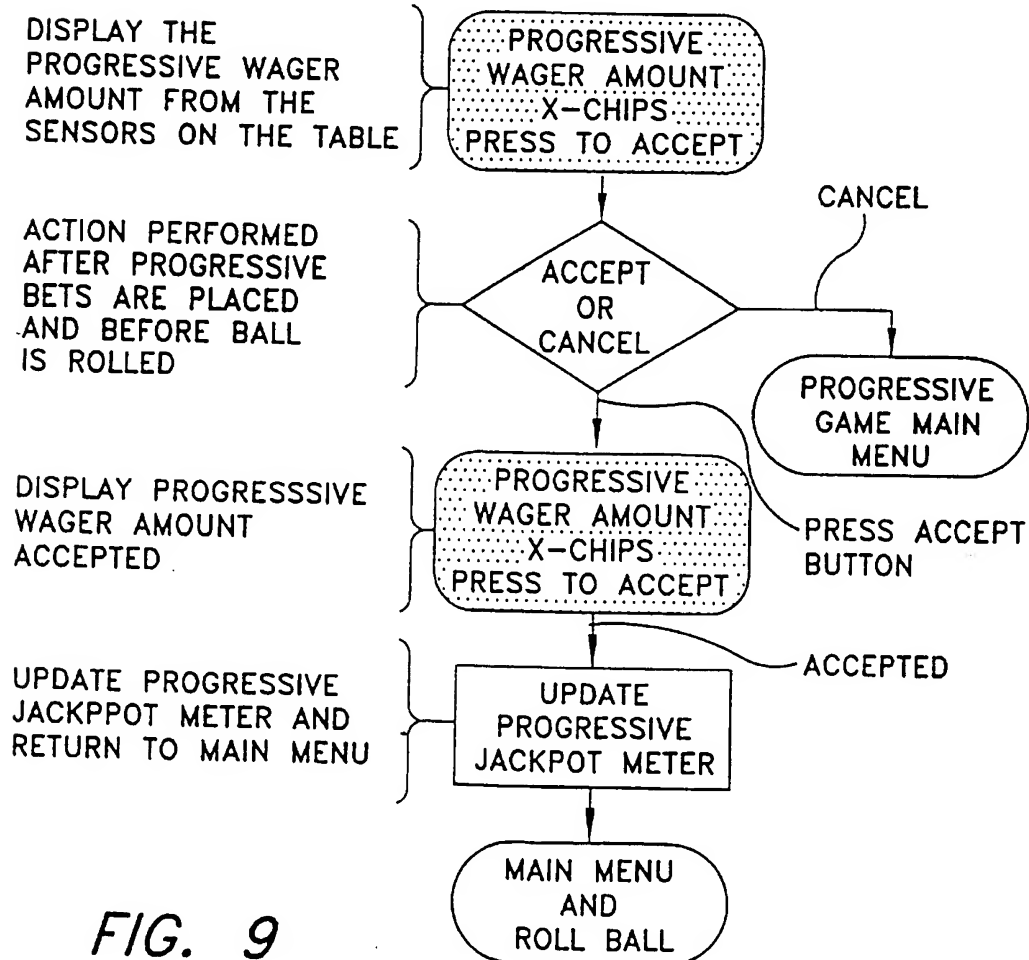 DISPLAY THE
PROGRESSIVE WAGER
AMOUNT FROM THE
SENSORS ON THE TABLE
PROGRESSIVE
WAGER AMOUNT
X-CHIPS
PRESS TO ACCEPT
ACTION PERFORMED
AFTER PROGRESSIVE
BETS ARE PLACED
AND BEFORE BALL
IS ROLLED
ACCEPT
OR
CANCEL
CANCEL
PROGRESSIVE
GAME MAIN
MENU
DISPLAY PROGRESSSIVE
WAGER AMOUNT
ACCEPTED
PROGRESSIVE
WAGER AMOUNT
X-CHIPS
PRESS TO ACCEPT
PRESS ACCEPT
BUTTON
ACCEPTED
UPDATE PROGRESSIVE
JACKPPOT METER AND
RETURN TO MAIN MENU
UPDATE
PROGRESSIVE
JACKPOT METER
MAIN MENU
AND
ROLL BALL
FIG. 9